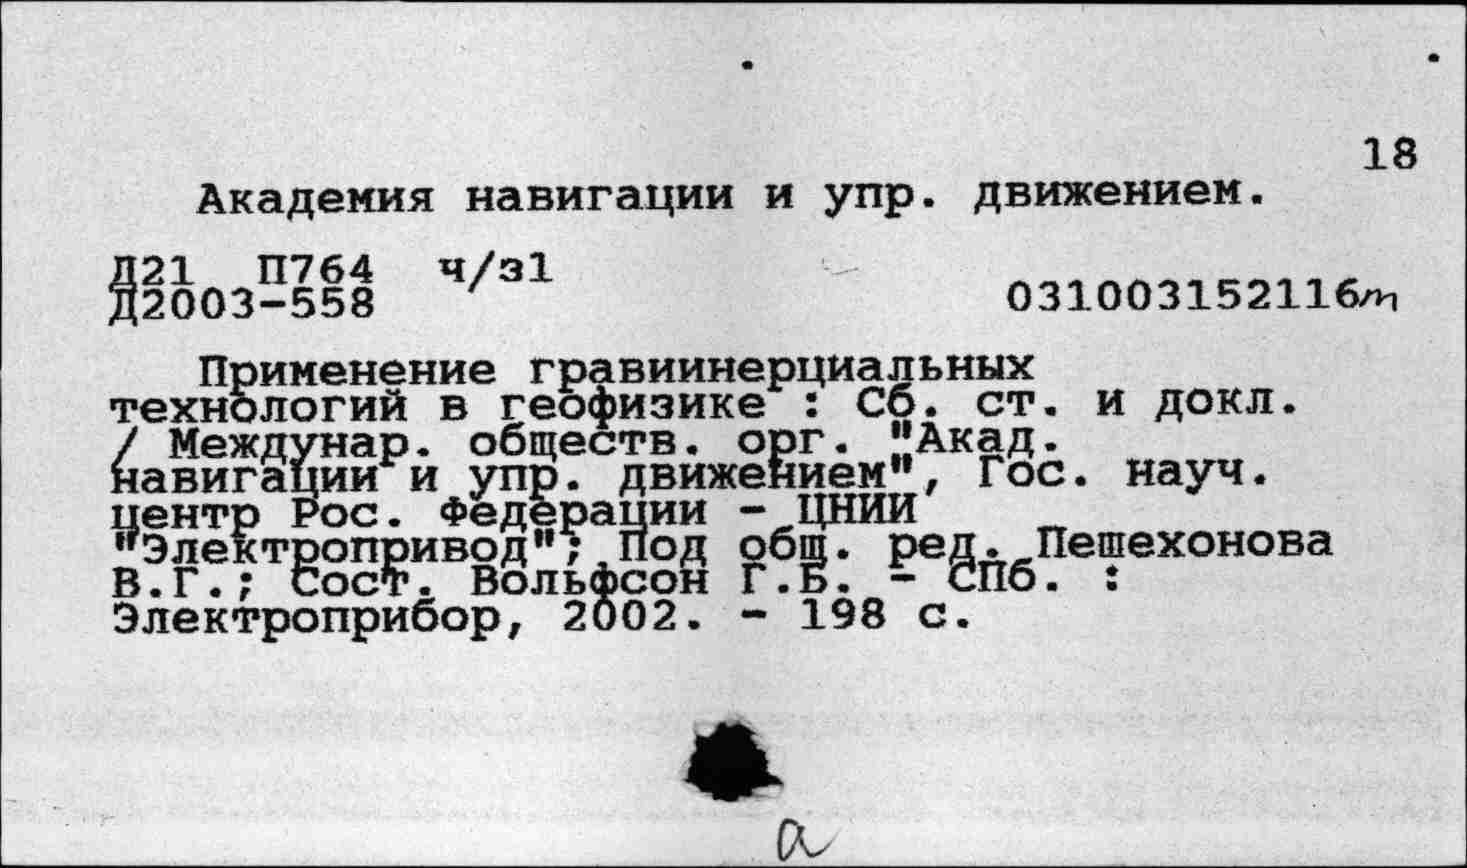 18
Академия навигации и упр. движением.
Д21 П764 ч/з1
Д2003-558
031003152116/m
Применение гравиинерциальных
технологий в геофизике : Сб. ст. и докл.
/ Междунар. обществ. орг. "Акад.
навигации и упр. движением", Гос. науч.
центр Рос. Федерации - ЦНИИ
"Электропривод"; Под общ. ред. Пешехонова
В.Г.; Сост. Вольфсон Г.Б. - СПб. :
Электроприбор, 2002. - 198 с.
а